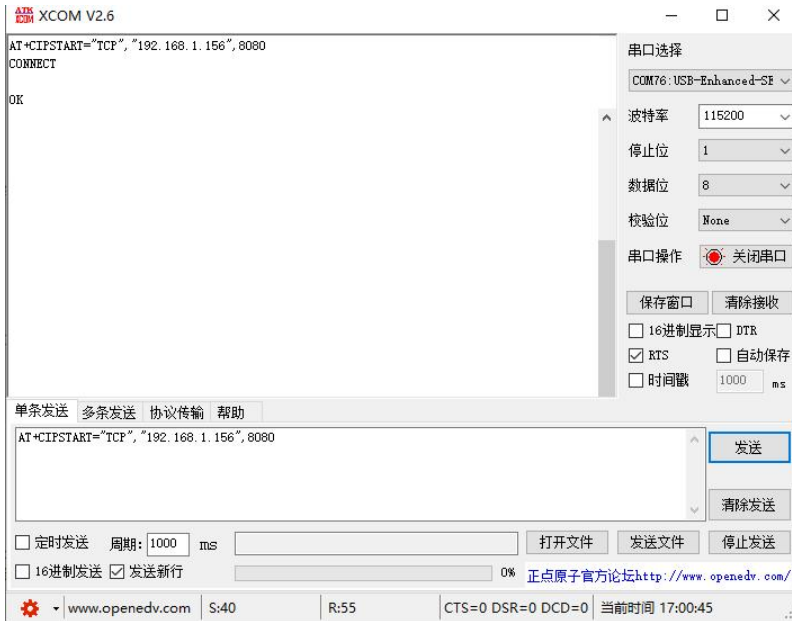 ATK XCOM XCOM V2.6
AT+CIPSTART="TCP","192.168.1.156",8080
CONNECT
OK
串口选择
COM76:USB-Enhanced-SE
波特率 115200
停止位 1
数据位 8
校验位 None
串口操作 关闭串口
保存窗口 清除接收
16进制显示 DTR
RTS 自动保存
时间戳 1000 ms
单条发送 多条发送 协议传输 帮助
AT+CIPSTART="TCP","192.168.1.156",8080
发送
清除发送
定时发送 周期: 1000 ms 打开文件 发送文件 停止发送
16进制发送 发送新行 0% 正点原子官方论坛http://www.openedv.com/
www.openedv.com S:40 R:55 CTS=0 DSR=0 DCD=0 当前时间 17:00:45